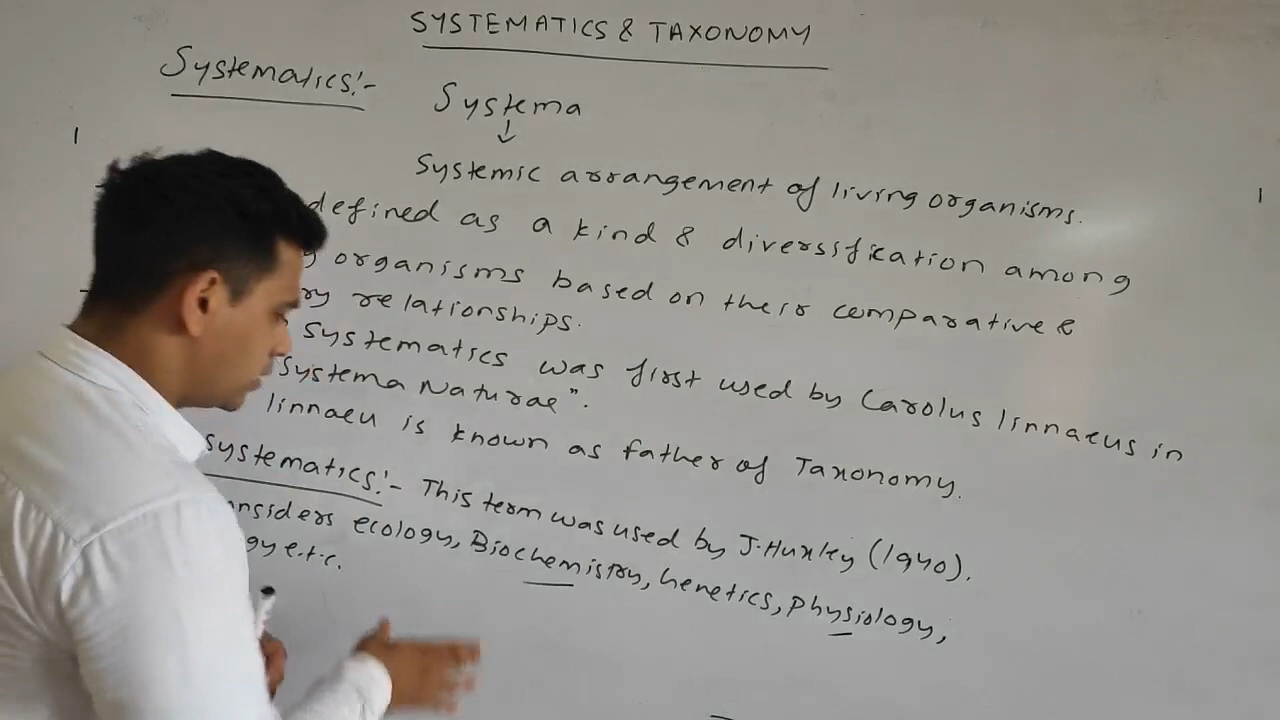 SYSTEMATICS & TAXONOMY
Systematics:-
Systema
Systemic arrangement of living organisms.
defined as a kind & diversification among
organisms based on their comparative &
relationships.
Systematics was first used by Carolus linnaeus in
Systema Naturae".
linnaeu is known as father of Taxonomy.
systematics:- This term was used by J.Huxley (1940).
ecology, Biochemistry, Genetics, Physiology,
e.t.c.